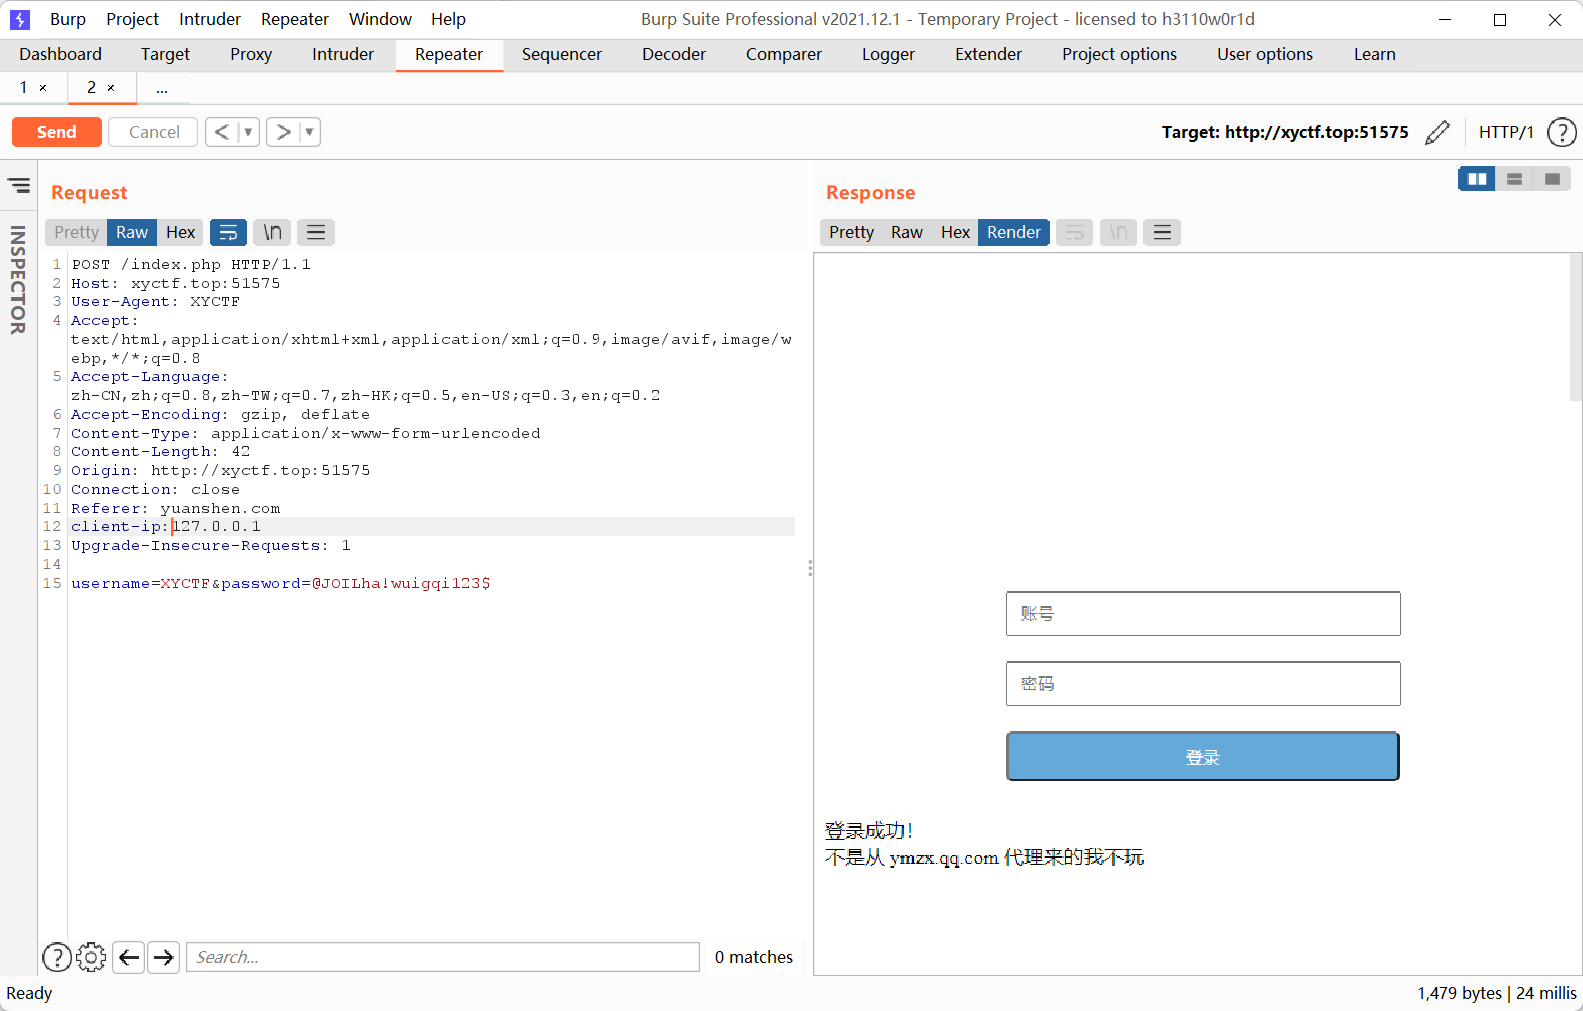 Burp Project Intruder Repeater Window Help Burp Suite Professional v2021.12.1 - Temporary Project - licensed to h3110w0r1d
Dashboard Target Proxy Intruder Repeater Sequencer Decoder Comparer Logger Extender Project options User options Learn
1 × 2 × ...
Send Cancel < > Target: http://xyctf.top:51575 HTTP/1 ?
INSPECTOR
Request
Pretty Raw Hex \n
1 POST /index.php HTTP/1.1
2 Host: xyctf.top:51575
3 User-Agent: XYCTF
4 Accept:
text/html,application/xhtml+xml,application/xml;q=0.9,image/avif,image/w
ebp,*/*;q=0.8
5 Accept-Language:
zh-CN,zh;q=0.8,zh-TW;q=0.7,zh-HK;q=0.5,en-US;q=0.3,en;q=0.2
6 Accept-Encoding: gzip, deflate
7 Content-Type: application/x-www-form-urlencoded
8 Content-Length: 42
9 Origin: http://xyctf.top:51575
10 Connection: close
11 Referer: yuanshen.com
12 client-ip:127.0.0.1
13 Upgrade-Insecure-Requests: 1
14
15 username=XYCTF&password=@JOILha!wuigqi123$
? Search... 0 matches
Response
Pretty Raw Hex Render \n
账号
密码
登录
登录成功！
不是从 ymzx.qq.com 代理来的我不玩
Ready 1,479 bytes | 24 millis